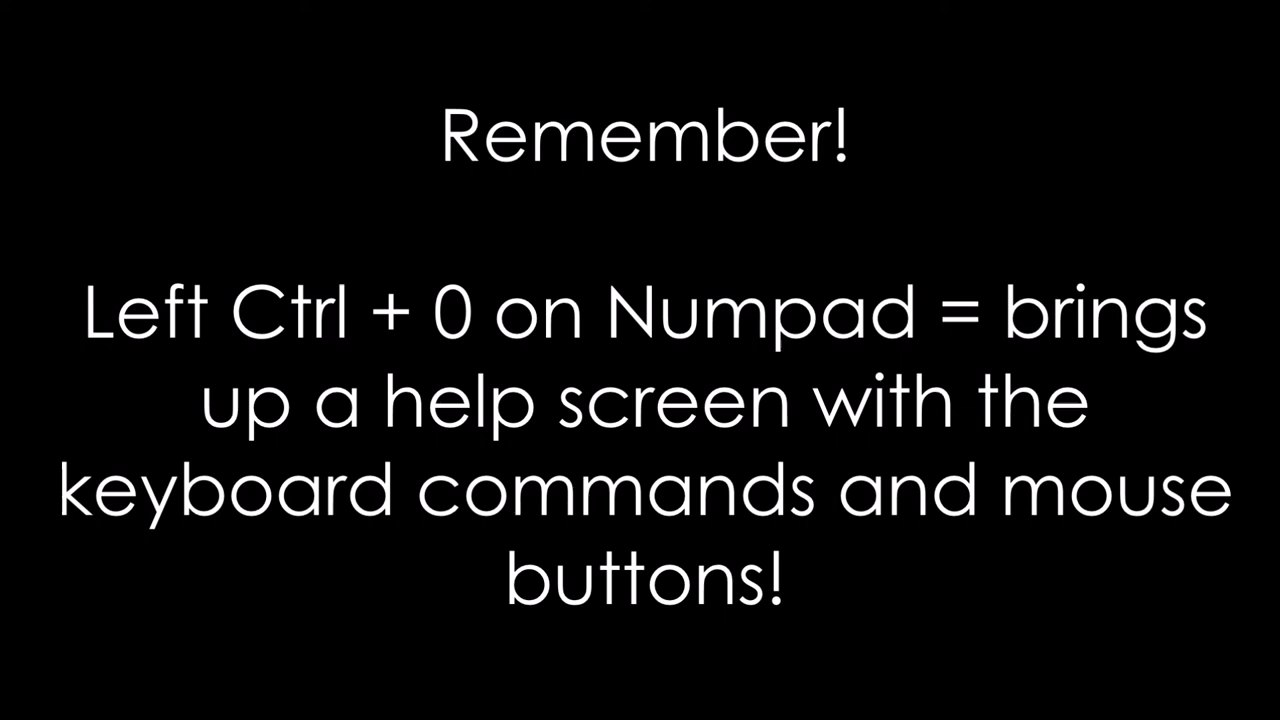 Remember!
Left Ctrl + 0 on Numpad = brings
up a help screen with the
keyboard commands and mouse
buttons!